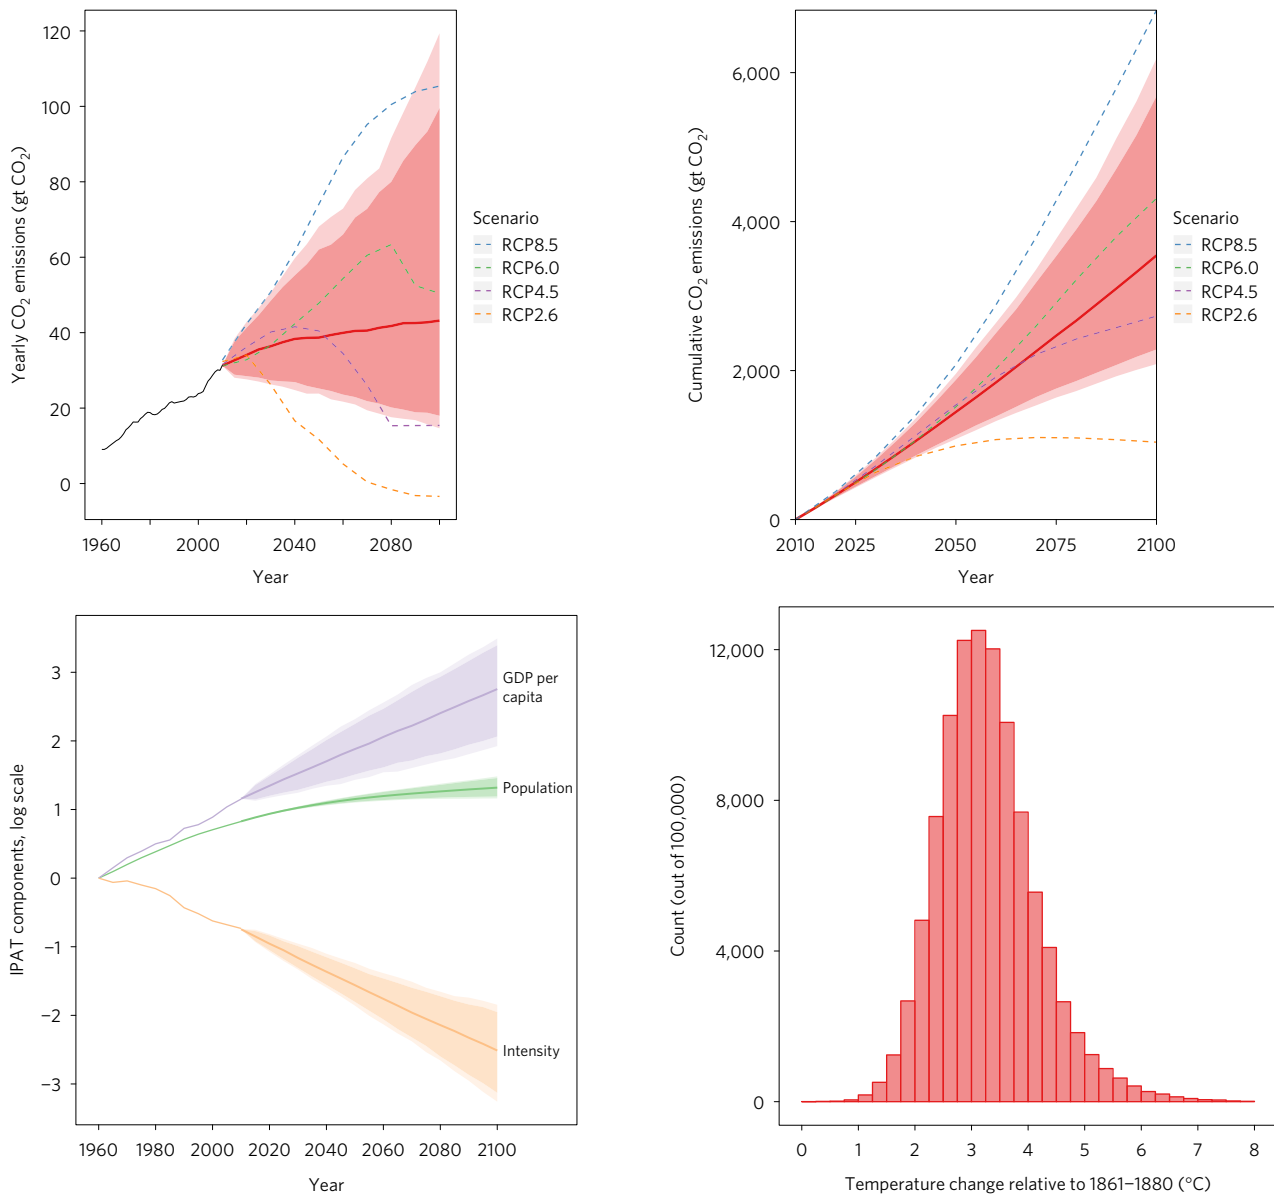 120
100
80
60
40
20
0
Yearly CO2 emissions (gt CO2)
1960 2000 2040 2080
Year
Scenario
RCP8.5
RCP6.0
RCP4.5
RCP2.6
6,000
4,000
2,000
0
Cumulative CO2 emissions (gt CO2)
2010 2025 2050 2075 2100
Year
Scenario
RCP8.5
RCP6.0
RCP4.5
RCP2.6
3
2
1
0
−1
−2
−3
IPAT components, log scale
GDP per
capita
Population
Intensity
1960 1980 2000 2020 2040 2060 2080 2100
Year
12,000
8,000
4,000
0
Count (out of 100,000)
0 1 2 3 4 5 6 7 8
Temperature change relative to 1861–1880 (°C)